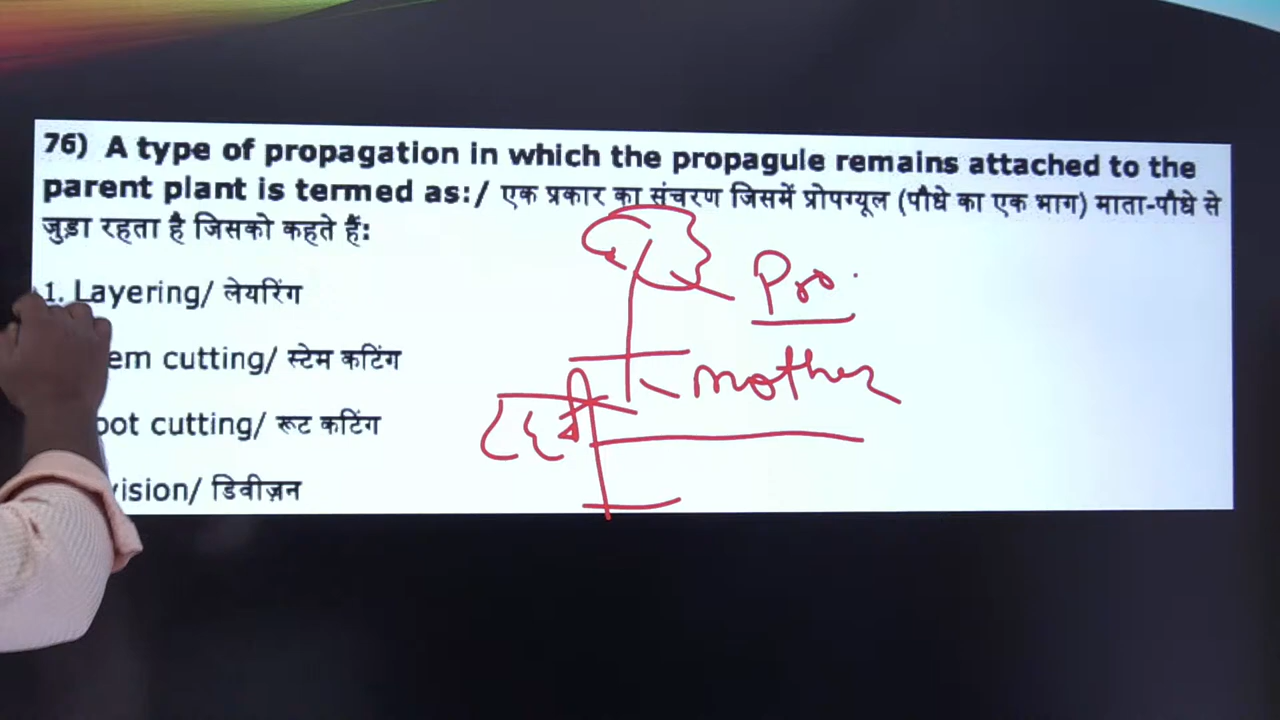 76) A type of propagation in which the propagule remains attached to the
parent plant is termed as:/ एक प्रकार का संचरण जिसमें प्रोपग्यूल (पौधे का एक भाग) माता-पौधे से
जुड़ा रहता है जिसको कहते हैं:
1. Layering/ लेयरिंग
em cutting/ स्टेम कटिंग
oot cutting/ रूट कटिंग
vision/ डिवीज़न
Pro.
mother